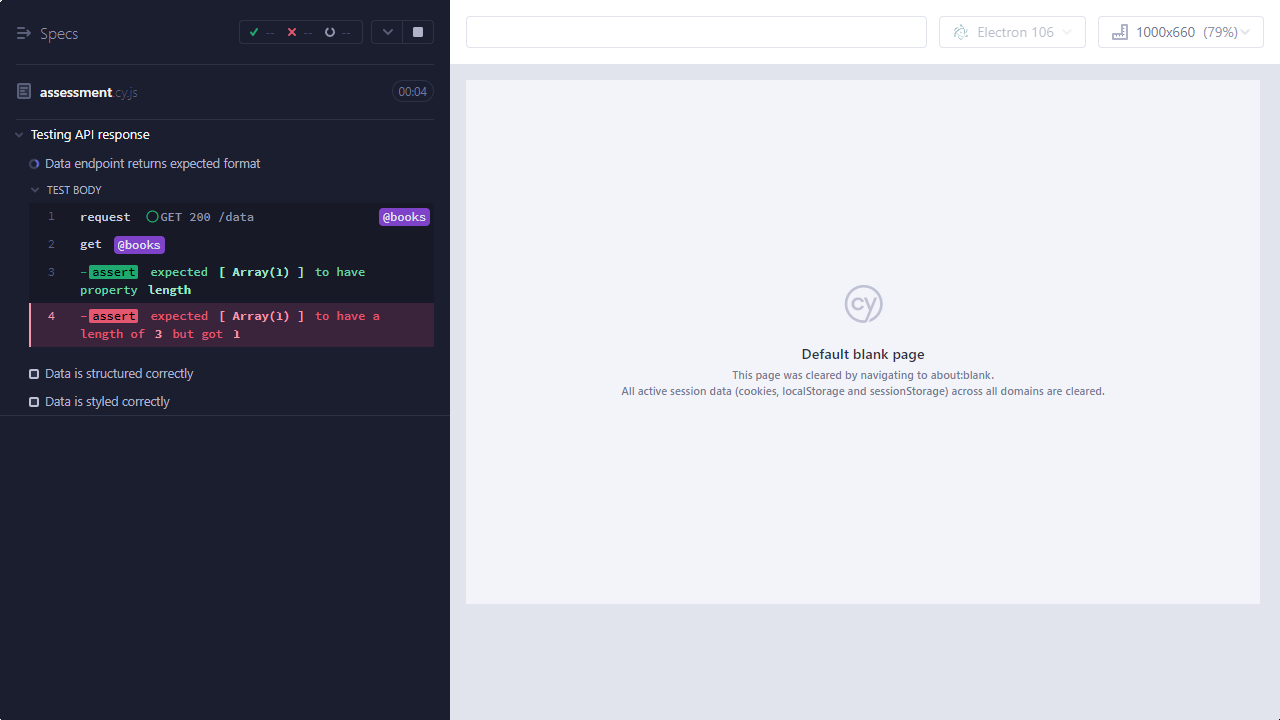 Specs
--
--
--
Electron 106
1000x660 (79%)
assessment.cy.js
00:04
Testing API response
Data endpoint returns expected format
TEST BODY
1 request GET 200 /data @books
2 get @books
3 -assert expected [ Array(1) ] to have
property length
4 -assert expected [ Array(1) ] to have a
length of 3 but got 1
Data is structured correctly
Data is styled correctly
cy
Default blank page
This page was cleared by navigating to about:blank.
All active session data (cookies, localStorage and sessionStorage) across all domains are cleared.